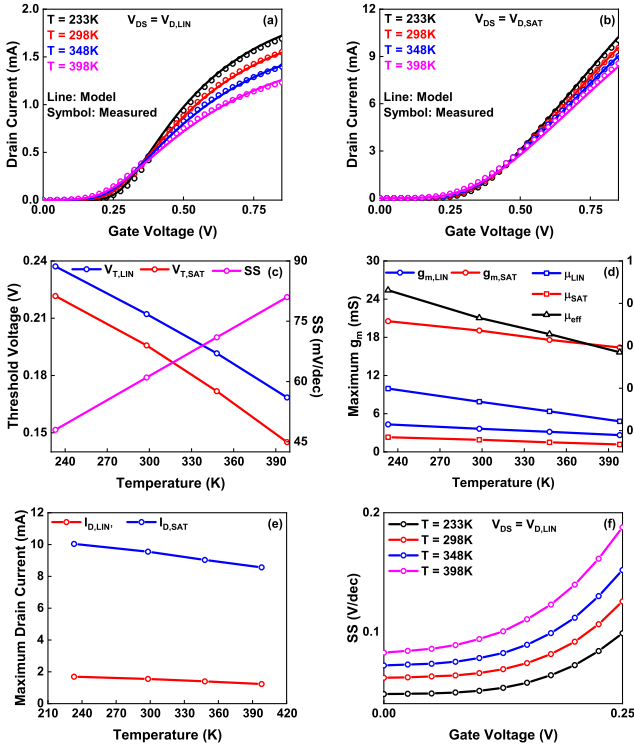 T = 233K
T = 298K
T = 348K
T = 398K
V_DS = V_D,LIN
(a)
Line: Model
Symbol: Measured
2.0
1.5
1.0
0.5
0.0
Drain Current (mA)
0.00 0.25 0.50 0.75
Gate Voltage (V)
T = 233K
T = 298K
T = 348K
T = 398K
V_DS = V_D,SAT
(b)
Line: Model
Symbol: Measured
12
9
6
3
0
Drain Current (mA)
0.00 0.25 0.50 0.75
Gate Voltage (V)
V_T,LIN V_T,SAT SS (c)
0.24
0.21
0.18
0.15
Threshold Voltage (V)
90
75
60
45
SS (mV/dec)
240 300 360
Temperature (K)
g_m,LIN g_m,SAT
μ_LIN
μ_SAT
μ_eff
(d)
30
24
18
12
6
0
Maximum g_m (mS)
1
0
0
0
0
240 300 360
Temperature (K)
I_D,LIN, I_D,SAT (e)
12
10
8
6
4
2
0
Maximum Drain Current (mA)
210 240 270 300 330 360 390 420
Temperature (K)
T = 233K
T = 298K
T = 348K
T = 398K
V_DS = V_D,LIN
(f)
0.2
0.1
SS (V/dec)
0.00 0.25
Gate Voltage (V)